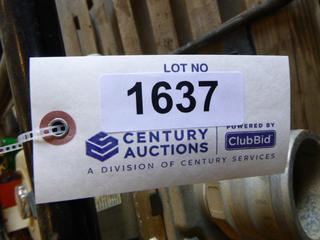 LOT NO
1637
CENTURY
AUCTIONS
POWERED BY
ClubBid
A DIVISION OF CENTURY SERVICES